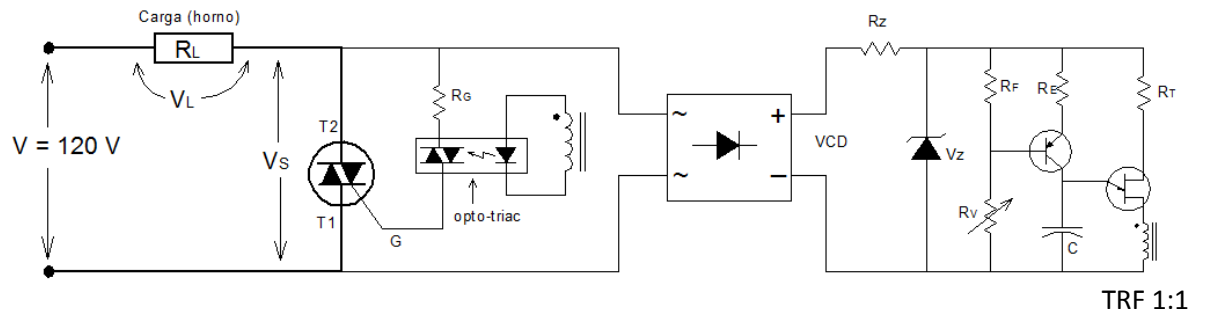 Carga (horno)
RL
VL
V = 120 V
VS
T2
T1
G
RG
opto-triac
~
~
+
−
VCD
RZ
Vz
RF
RE
RT
RV
C
TRF 1:1